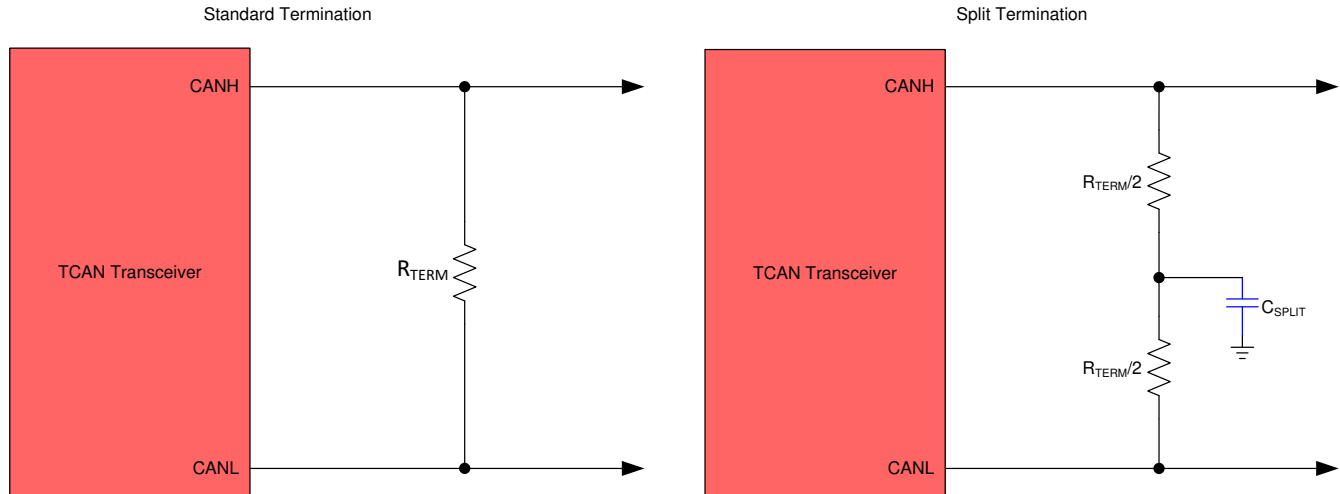 Standard Termination
CANH
R_TERM
TCAN Transceiver
CANL
Split Termination
CANH
R_TERM/2
TCAN Transceiver
C_SPLIT
R_TERM/2
CANL